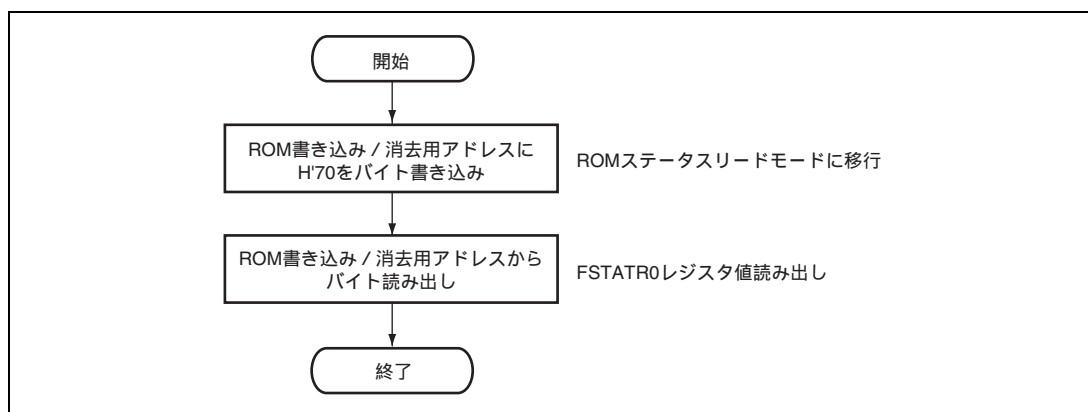 開始
ROM書き込み / 消去用アドレスに
H'70をバイト書き込み
ROMステータスリードモードに移行
ROM書き込み / 消去用アドレスから
バイト読み出し
FSTATR0レジスタ値読み出し
終了